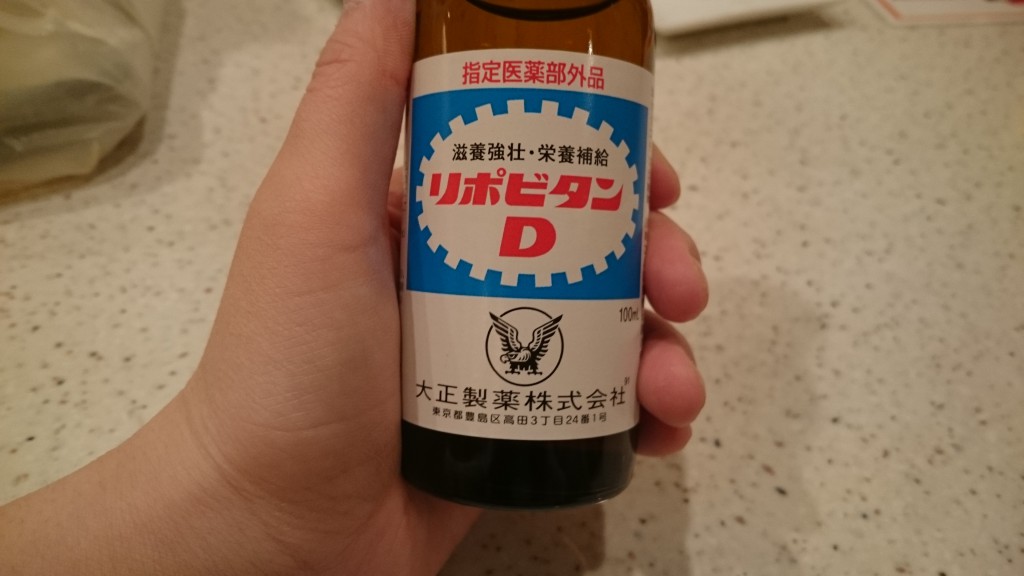 指定医薬部外品
滋養強壮・栄養補給
リポビタン
D
100ml
大正製薬株式会社
東京都豊島区高田3丁目24番1号